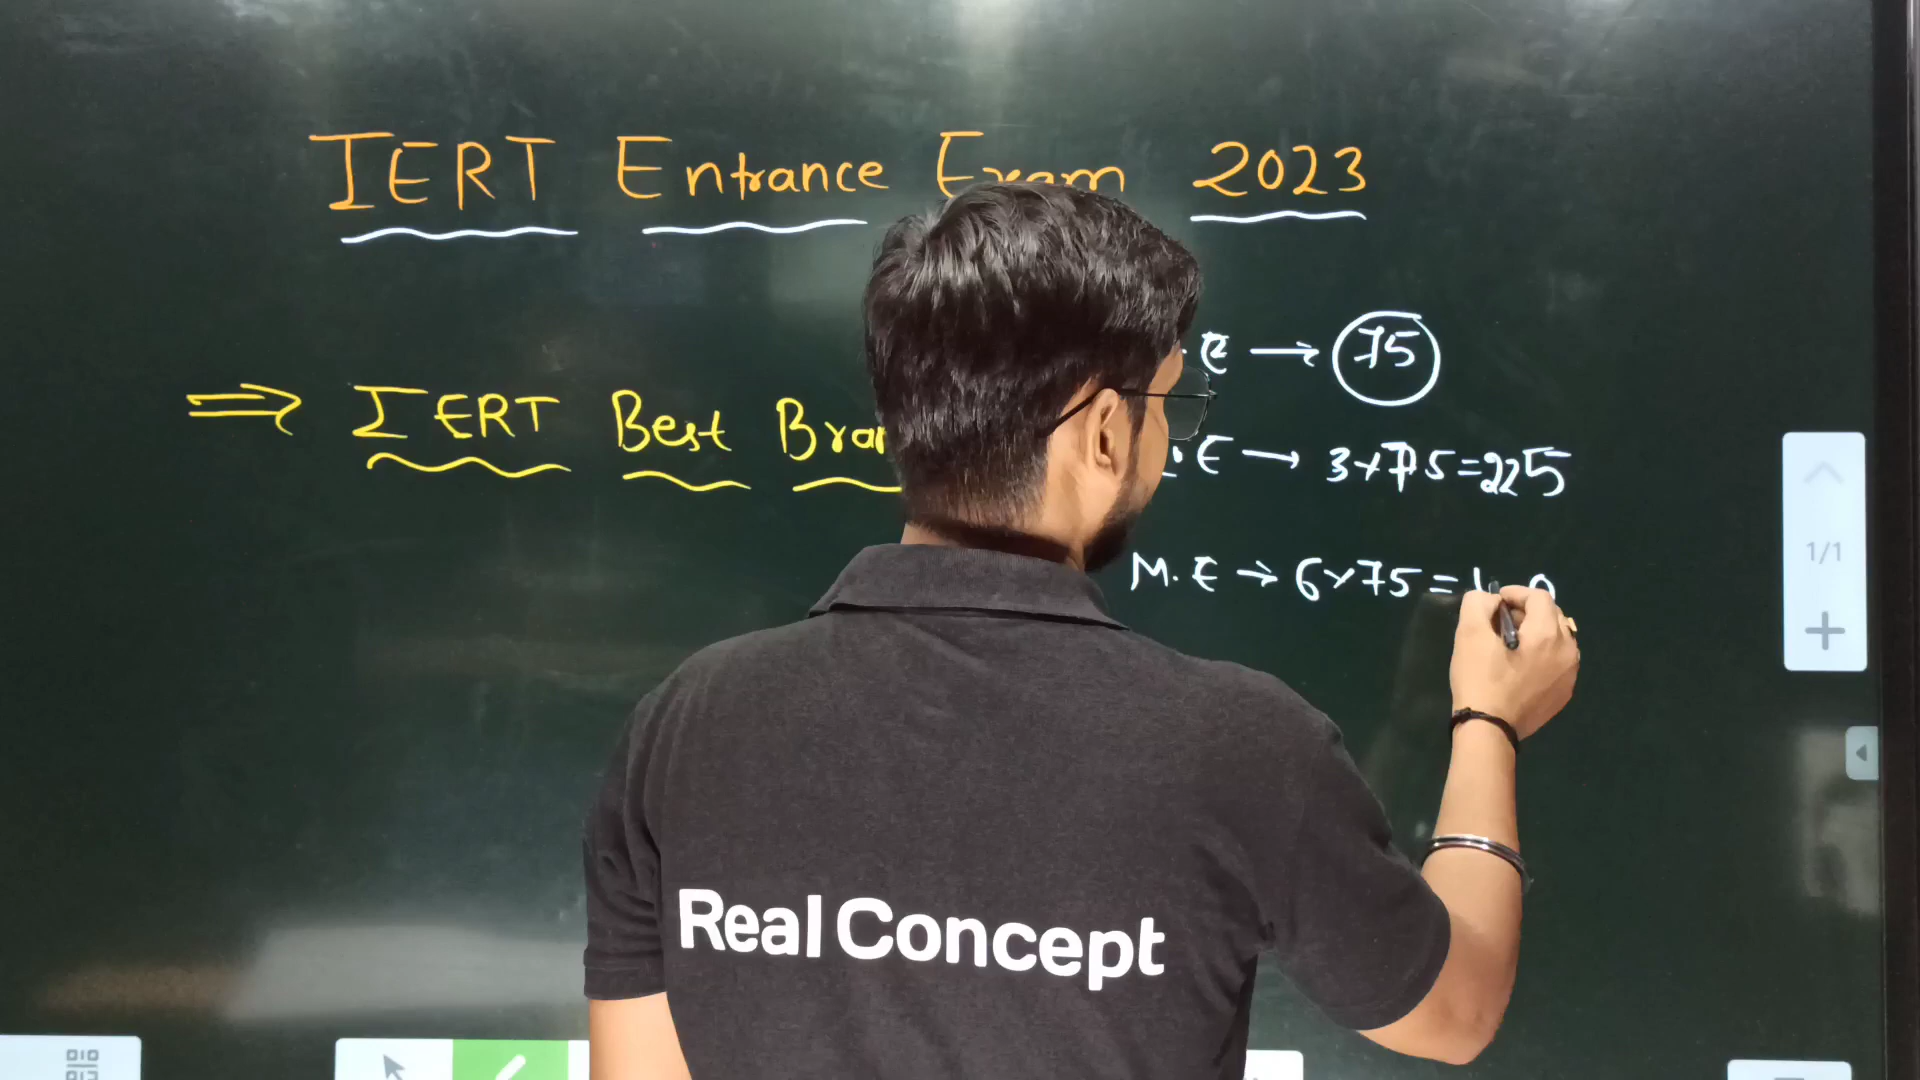 IERT Entrance Exam 2023
E → 75
⇒ IERT Best
E → 3×75=225
M.E → 6×75=
1/1
Real Concept